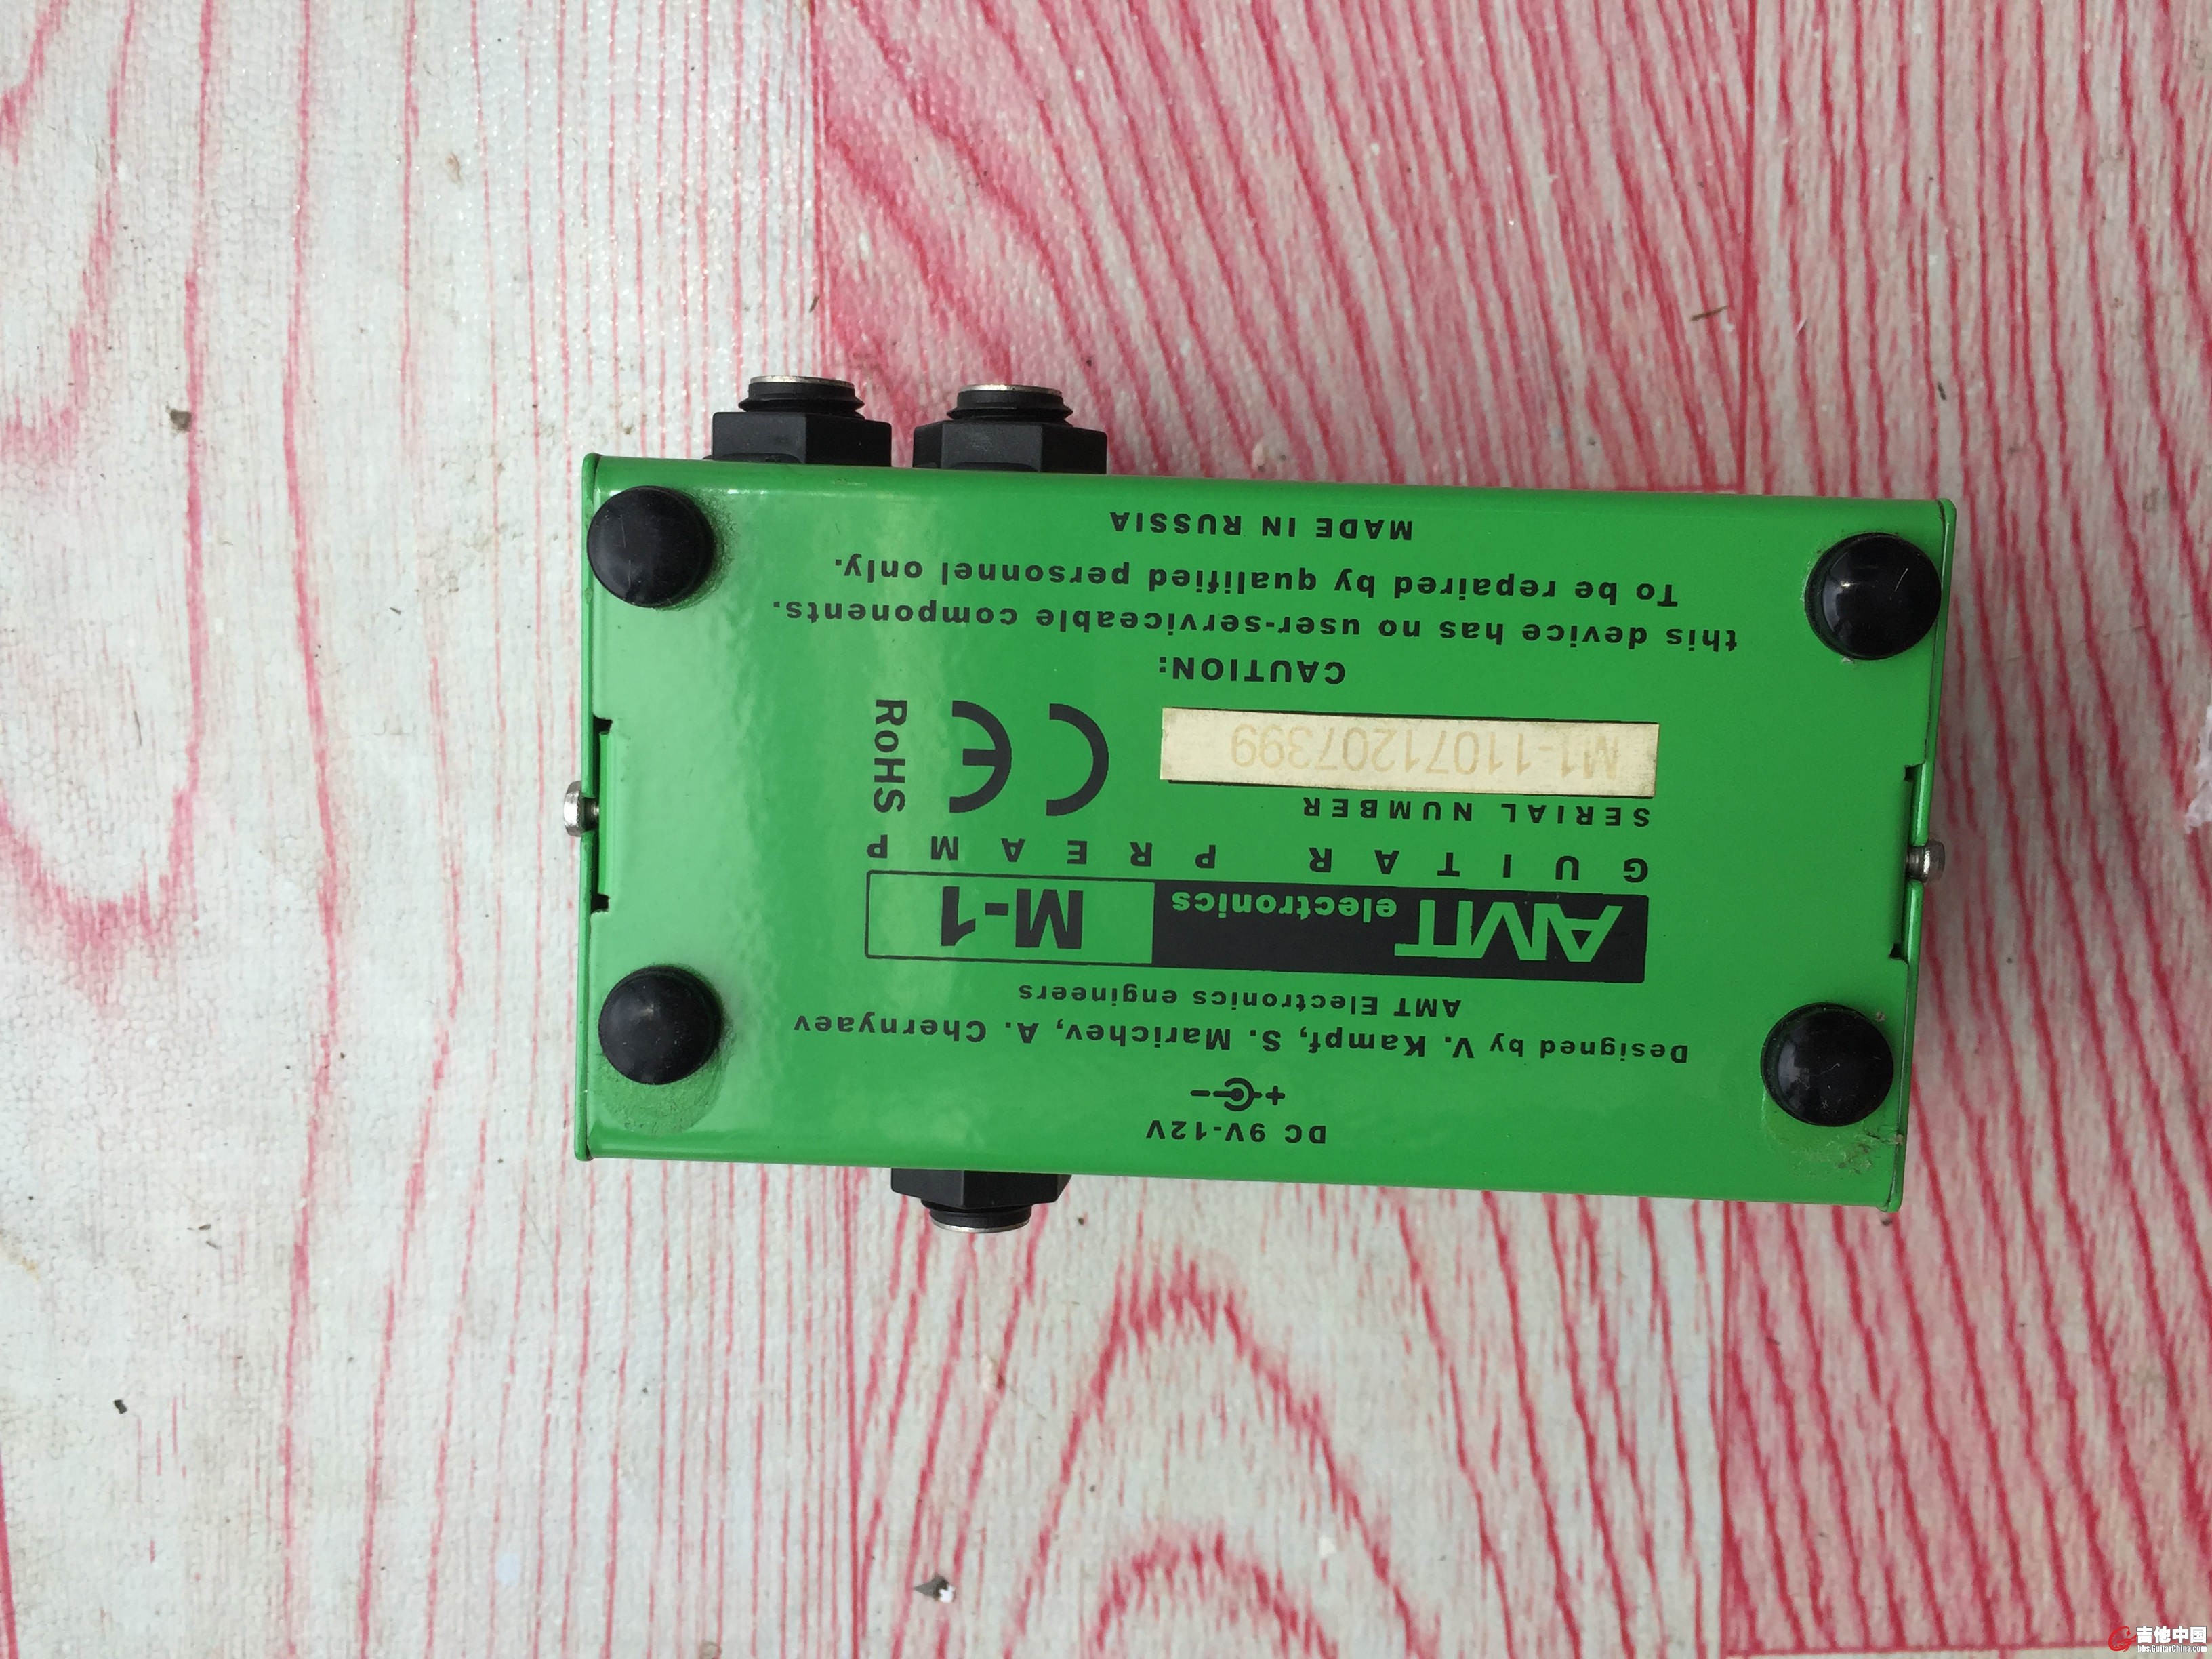 DC 9V-12V
+ -
Designed by V. Kampf, S. Marichev, A. Chernyaev
AMT Electronics engineers
AMT electronics M-1
GUITAR PREAMP
SERIAL NUMBER
M1-11071207399
CE
RoHS
CAUTION:
this device has no user-serviceable components.
To be repaired by qualified personnel only.
MADE IN RUSSIA
吉他中国
bbs.GuitarChina.com